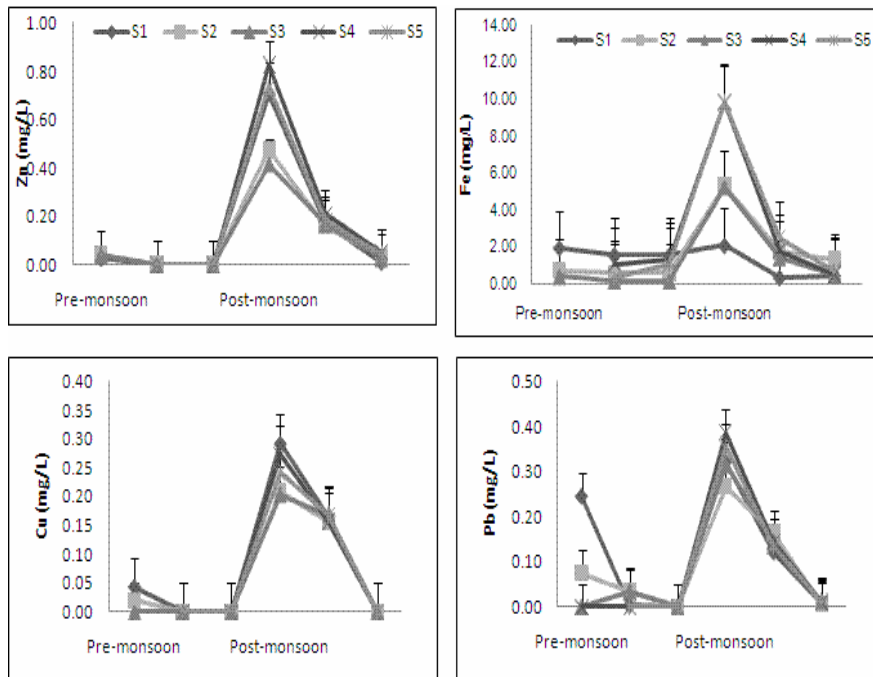 1.00
S1 S2 S3 S4 S5
0.80
0.60
0.40
0.20
0.00
Zn (mg/L)
Pre-monsoon Post-monsoon
14.00
S1 S2 S3 S4 S5
12.00
10.00
8.00
6.00
4.00
2.00
0.00
Fe (mg/L)
Pre-monsoon Post-monsoon
0.40
0.35
0.30
0.25
0.20
0.15
0.10
0.05
0.00
Cu (mg/L)
Pre-monsoon Post-monsoon
0.50
0.40
0.30
0.20
0.10
0.00
Pb (mg/L)
Pre-monsoon Post-monsoon